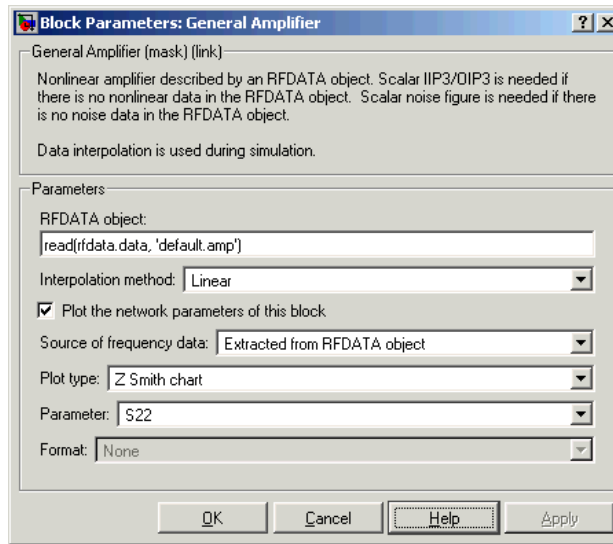 Block Parameters: General Amplifier
General Amplifier (mask) (link)
Nonlinear amplifier described by an RFDATA object. Scalar IIP3/OIP3 is needed if
there is no nonlinear data in the RFDATA object.  Scalar noise figure is needed if there
is no noise data in the RFDATA object.
Data interpolation is used during simulation.
Parameters
RFDATA object:
read(rfdata.data, 'default.amp')
Interpolation method: Linear
Plot the network parameters of this block
Source of frequency data: Extracted from RFDATA object
Plot type: Z Smith chart
Parameter: S22
Format: None
OK Cancel Help Apply